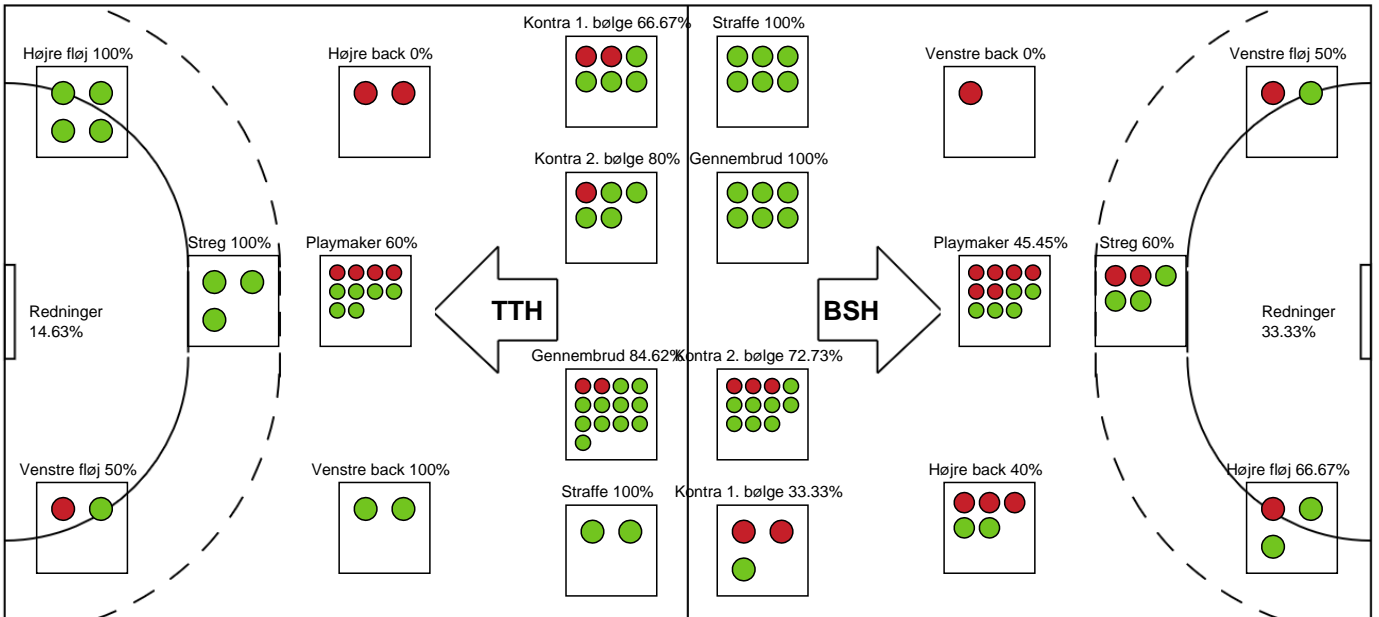 Kontra 1. bølge 66.67%
Straffe 100%
Højre fløj 100%
Højre back 0%
Venstre back 0%
Venstre fløj 50%
Kontra 2. bølge 80%
Gennembrud 100%
Streg 100%
Playmaker 60%
Playmaker 45.45%
Streg 60%
Redninger
14.63%
TTH
BSH
Redninger
33.33%
Gennembrud 84.62%
Kontra 2. bølge 72.73%
Venstre fløj 50%
Venstre back 100%
Højre back 40%
Højre fløj 66.67%
Straffe 100%
Kontra 1. bølge 33.33%